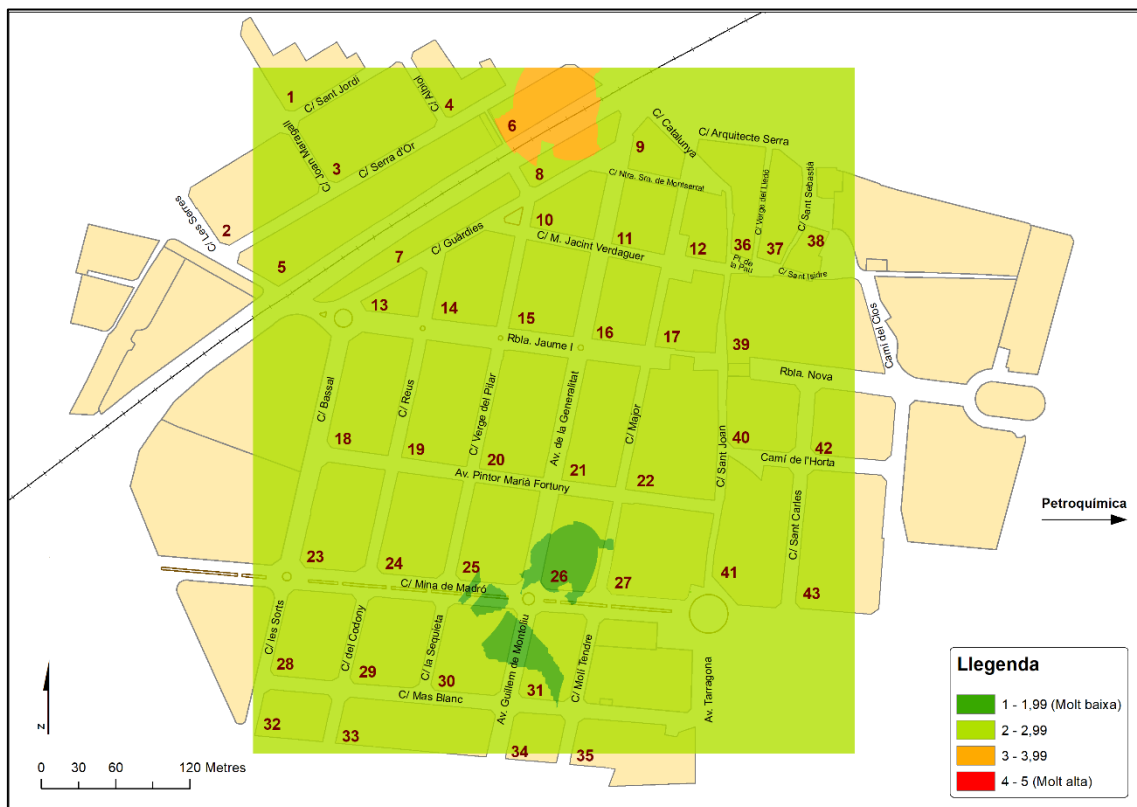 1
C/ Sant Jordi
C/ Albiol
4
6
C/ Joan Maragall
3
C/ Serra d'Or
9
C/ Catalunya
C/ Arquitecte Serra
8
C/ Ntra. Sra. de Montserrat
C/ Verge del Lledó
C/ Sant Sebastià
C/ Les Serres
2
10
C/ M. Jacint Verdaguer
11
12
36
Pl. de
la Pau
37
38
C/ Sant Isidre
5
7
C/ Guàrdies
13
14
15
16
17
39
Rbla. Jaume I
Rbla. Nova
Camí del Clos
C/ Bassal
C/ Reus
C/ Verge del Pilar
Av. de la Generalitat
C/ Major
C/ Sant Joan
18
19
20
21
22
40
42
Camí de l'Horta
Av. Pintor Marià Fortuny
C/ Sant Carles
Petroquímica
23
24
25
26
27
41
43
C/ Mina de Madró
C/ les Sorts
C/ del Codony
C/ la Sequieta
Av. Guillem de Montoliu
C/ Molí Tendre
Av. Tarragona
28
29
30
31
C/ Mas Blanc
32
33
34
35
N
0 30 60 120 Metres
Llegenda
1 - 1,99 (Molt baixa)
2 - 2,99
3 - 3,99
4 - 5 (Molt alta)